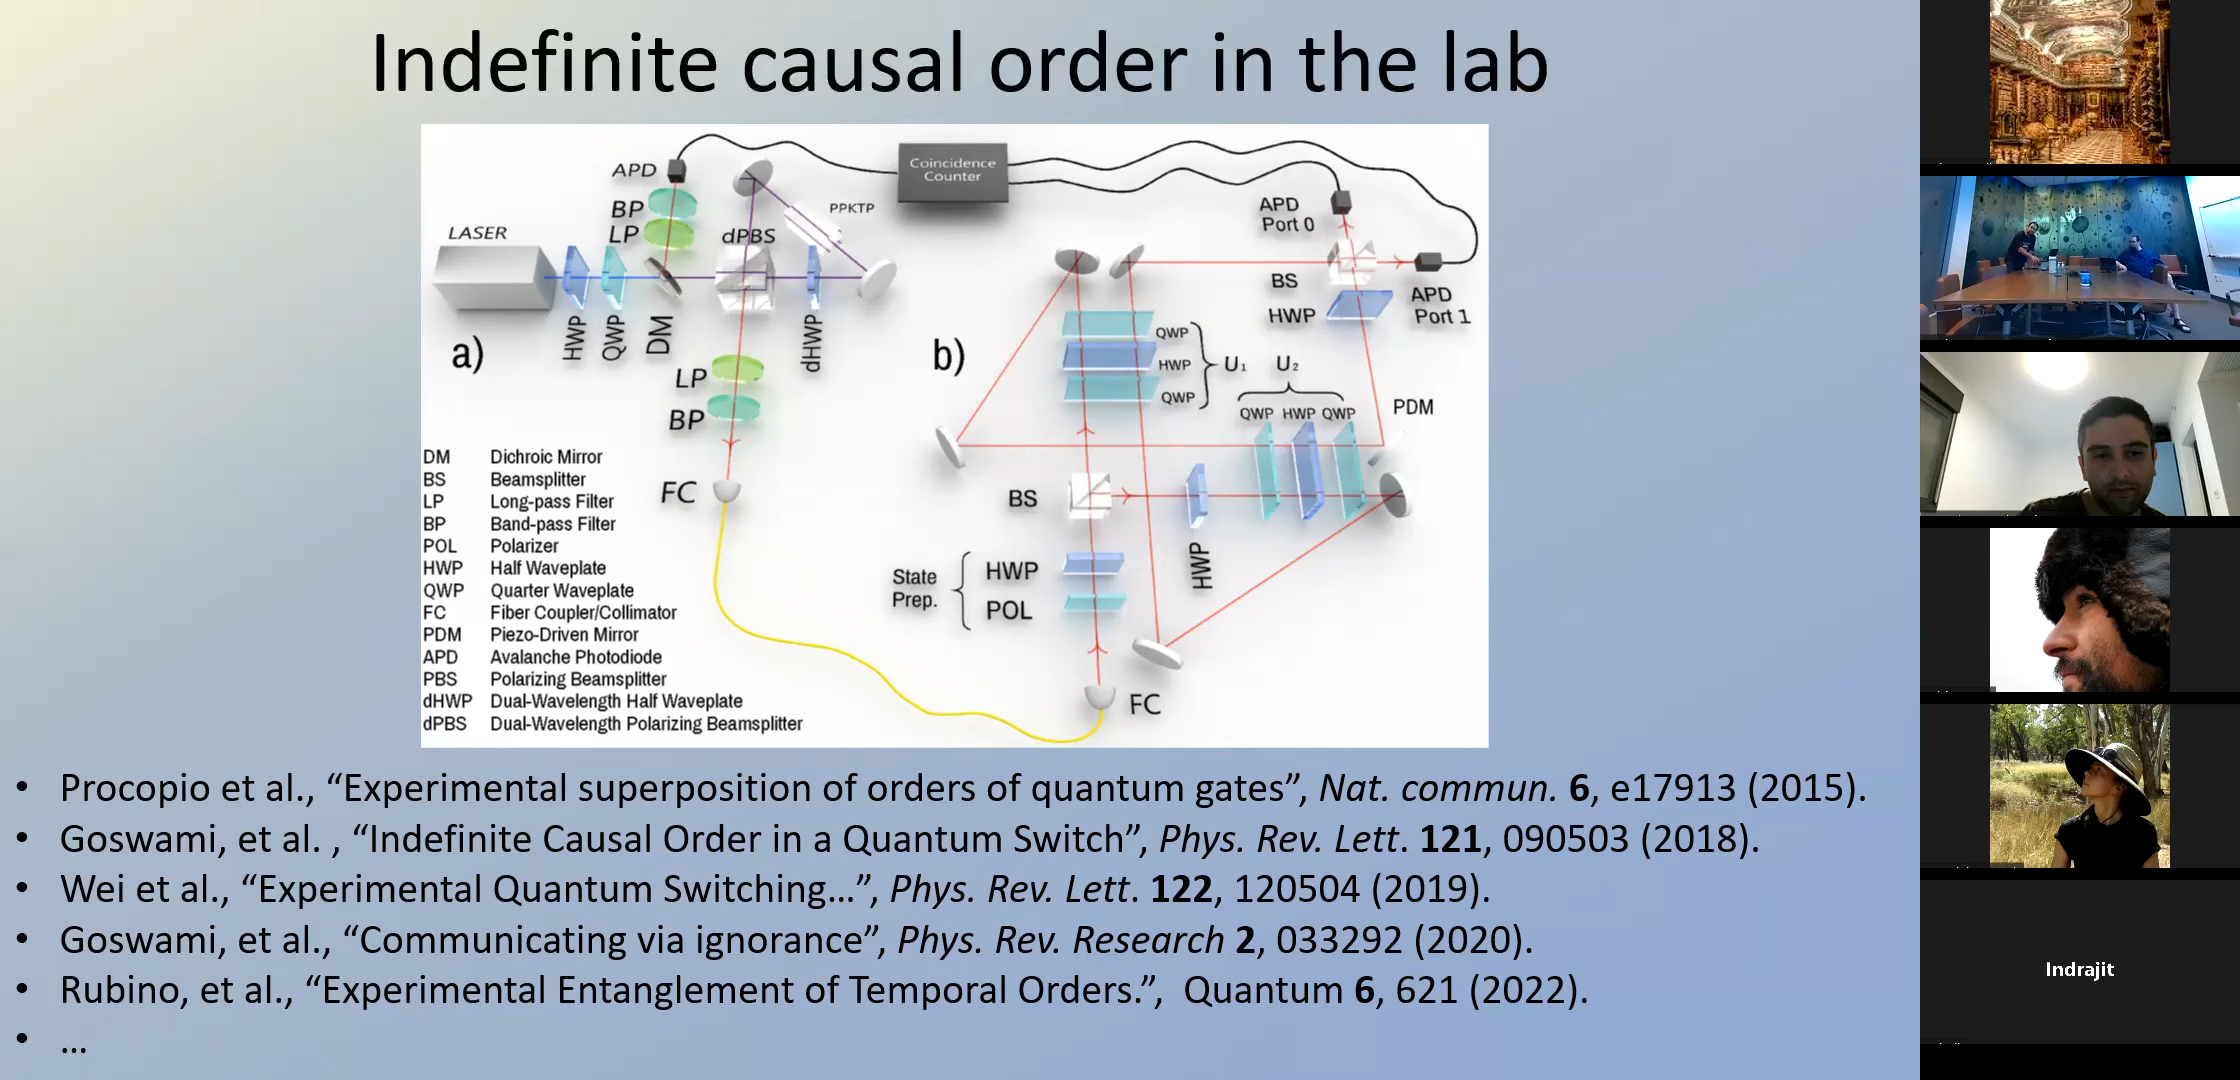 Indefinite causal order in the lab
APD
BP
LP
LASER
dPBS
PPKTP
Coincidence
Counter
HWP
QWP
DM
dHWP
a)
LP
BP
FC
APD
Port 0
BS
HWP
APD
Port 1
b)
QWP
HWP
QWP
U₁
U₂
QWP HWP QWP
PDM
BS
HWP
State
Prep.
HWP
POL
FC
DM Dichroic Mirror
BS Beamsplitter
LP Long-pass Filter
BP Band-pass Filter
POL Polarizer
HWP Half Waveplate
QWP Quarter Waveplate
FC Fiber Coupler/Collimator
PDM Piezo-Driven Mirror
APD Avalanche Photodiode
PBS Polarizing Beamsplitter
dHWP Dual-Wavelength Half Waveplate
dPBS Dual-Wavelength Polarizing Beamsplitter
• Procopio et al., “Experimental superposition of orders of quantum gates”, Nat. commun. 6, e17913 (2015).
• Goswami, et al. , “Indefinite Causal Order in a Quantum Switch”, Phys. Rev. Lett. 121, 090503 (2018).
• Wei et al., “Experimental Quantum Switching…”, Phys. Rev. Lett. 122, 120504 (2019).
• Goswami, et al., “Communicating via ignorance”, Phys. Rev. Research 2, 033292 (2020).
• Rubino, et al., “Experimental Entanglement of Temporal Orders.”, Quantum 6, 621 (2022).
• …
Indrajit